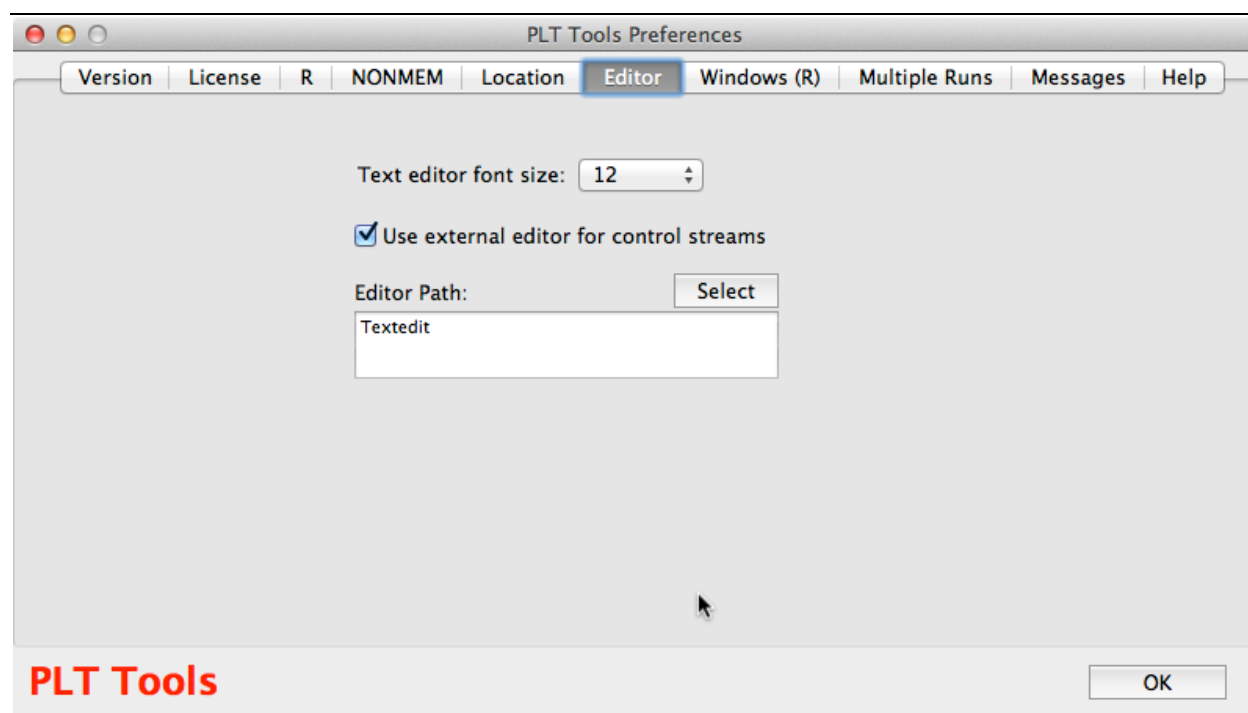 PLT Tools Preferences
Version License R NONMEM Location Editor Windows (R) Multiple Runs Messages Help
Text editor font size: 12
Use external editor for control streams
Editor Path: Select
Textedit
PLT Tools OK